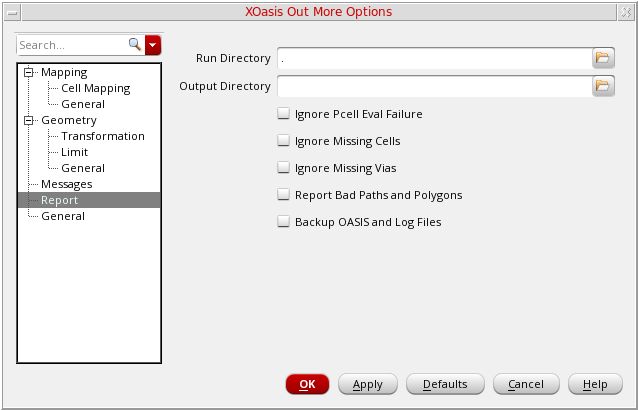 XOasis Out More Options
Search...
Mapping
Cell Mapping
General
Geometry
Transformation
Limit
General
Messages
Report
General
Run Directory .
Output Directory
Ignore Pcell Eval Failure
Ignore Missing Cells
Ignore Missing Vias
Report Bad Paths and Polygons
Backup OASIS and Log Files
OK Apply Defaults Cancel Help